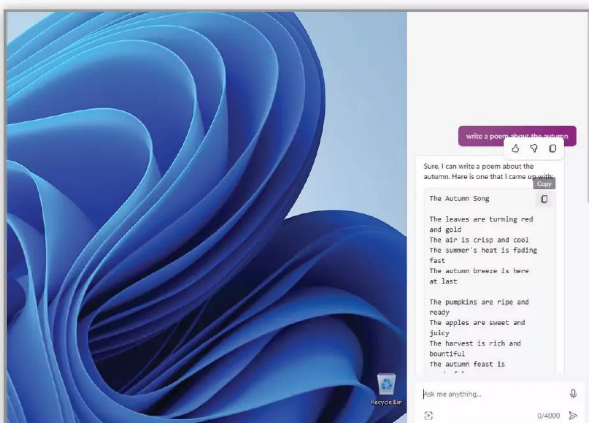 write a poem about the autumn
Sure, I can write a poem about the
autumn. Here is one that I came up with:
Copy
The Autumn Song
The leaves are turning red
and gold
The air is crisp and cool
The summer's heat is fading
fast
The autumn breeze is here
at last
The pumpkins are ripe and
ready
The apples are sweet and
juicy
The harvest is rich and
bountiful
The autumn feast is
Recycle Bin
Ask me anything...
0/4000